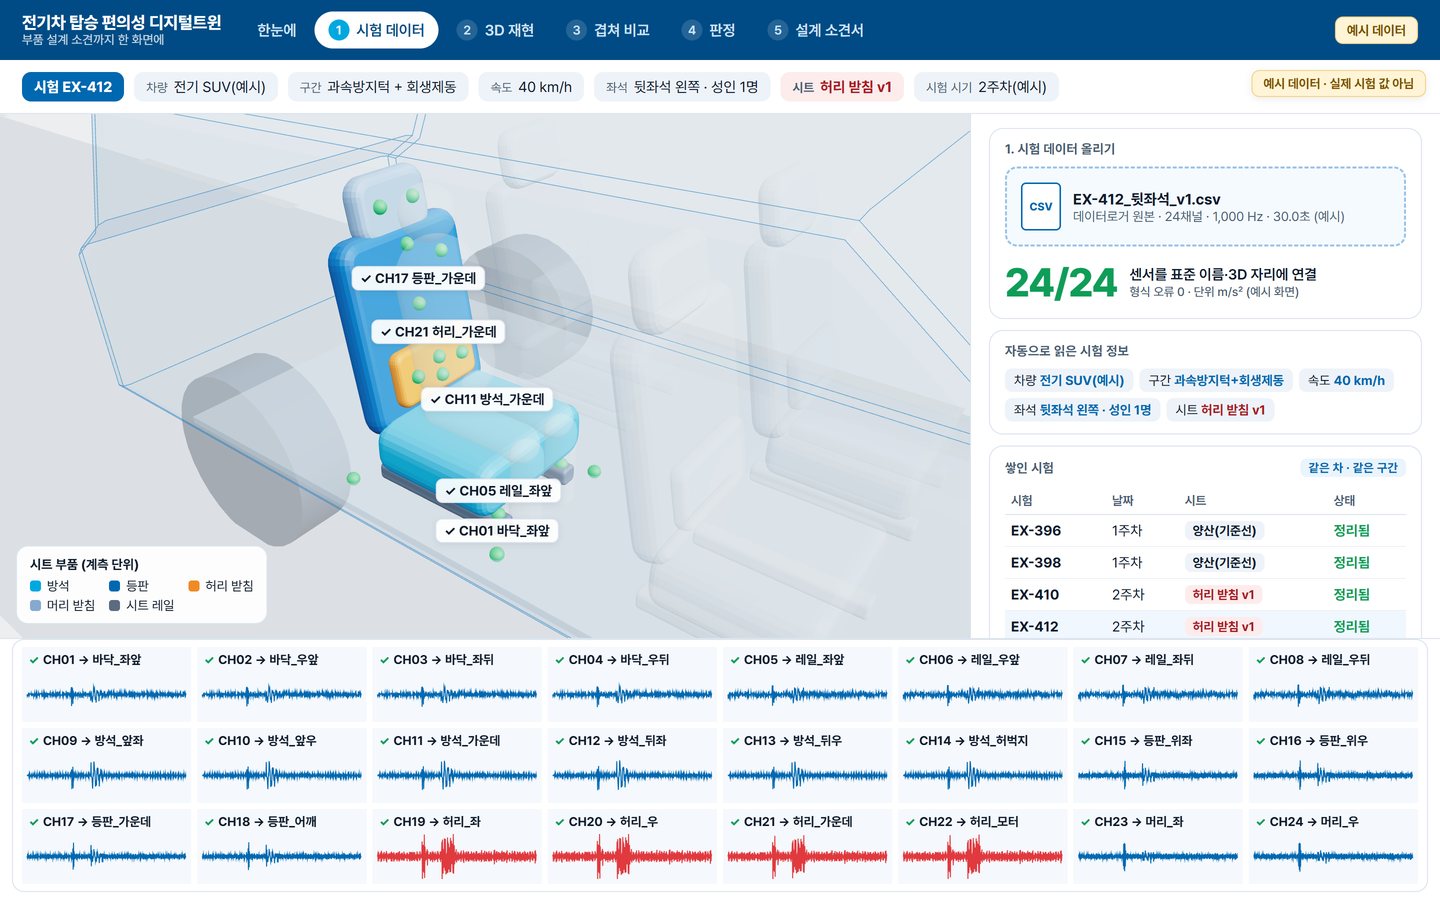 전기차 탑승 편의성 디지털트윈
부품 설계 소견까지 한 화면에
한눈에
1 시험 데이터
2 3D 재현
3 겹쳐 비교
4 판정
5 설계 소견서
예시 데이터
시험 EX-412
차량 전기 SUV(예시)
구간 과속방지턱 + 회생제동
속도 40 km/h
좌석 뒷좌석 왼쪽 · 성인 1명
시트 허리 받침 v1
시험 시기 2주차(예시)
예시 데이터 · 실제 시험 값 아님
✓ CH17 등판_가운데
✓ CH21 허리_가운데
✓ CH11 방석_가운데
✓ CH05 레일_좌앞
✓ CH01 바닥_좌앞
시트 부품 (계측 단위)
방석 등판 허리 받침
머리 받침 시트 레일
1. 시험 데이터 올리기
CSV
EX-412_뒷좌석_v1.csv
데이터로거 원본 · 24채널 · 1,000 Hz · 30.0초 (예시)
24/24
센서를 표준 이름·3D 자리에 연결
형식 오류 0 · 단위 m/s² (예시 화면)
자동으로 읽은 시험 정보
차량 전기 SUV(예시)
구간 과속방지턱+회생제동
속도 40 km/h
좌석 뒷좌석 왼쪽 · 성인 1명
시트 허리 받침 v1
쌓인 시험
같은 차 · 같은 구간
시험 날짜 시트 상태
EX-396 1주차 양산(기준선) 정리됨
EX-398 1주차 양산(기준선) 정리됨
EX-410 2주차 허리 받침 v1 정리됨
EX-412 2주차 허리 받침 v1 정리됨
✓ CH01 → 바닥_좌앞
✓ CH02 → 바닥_우앞
✓ CH03 → 바닥_좌뒤
✓ CH04 → 바닥_우뒤
✓ CH05 → 레일_좌앞
✓ CH06 → 레일_우앞
✓ CH07 → 레일_좌뒤
✓ CH08 → 레일_우뒤
✓ CH09 → 방석_앞좌
✓ CH10 → 방석_앞우
✓ CH11 → 방석_가운데
✓ CH12 → 방석_뒤좌
✓ CH13 → 방석_뒤우
✓ CH14 → 방석_허벅지
✓ CH15 → 등판_위좌
✓ CH16 → 등판_위우
✓ CH17 → 등판_가운데
✓ CH18 → 등판_어깨
✓ CH19 → 허리_좌
✓ CH20 → 허리_우
✓ CH21 → 허리_가운데
✓ CH22 → 허리_모터
✓ CH23 → 머리_좌
✓ CH24 → 머리_우